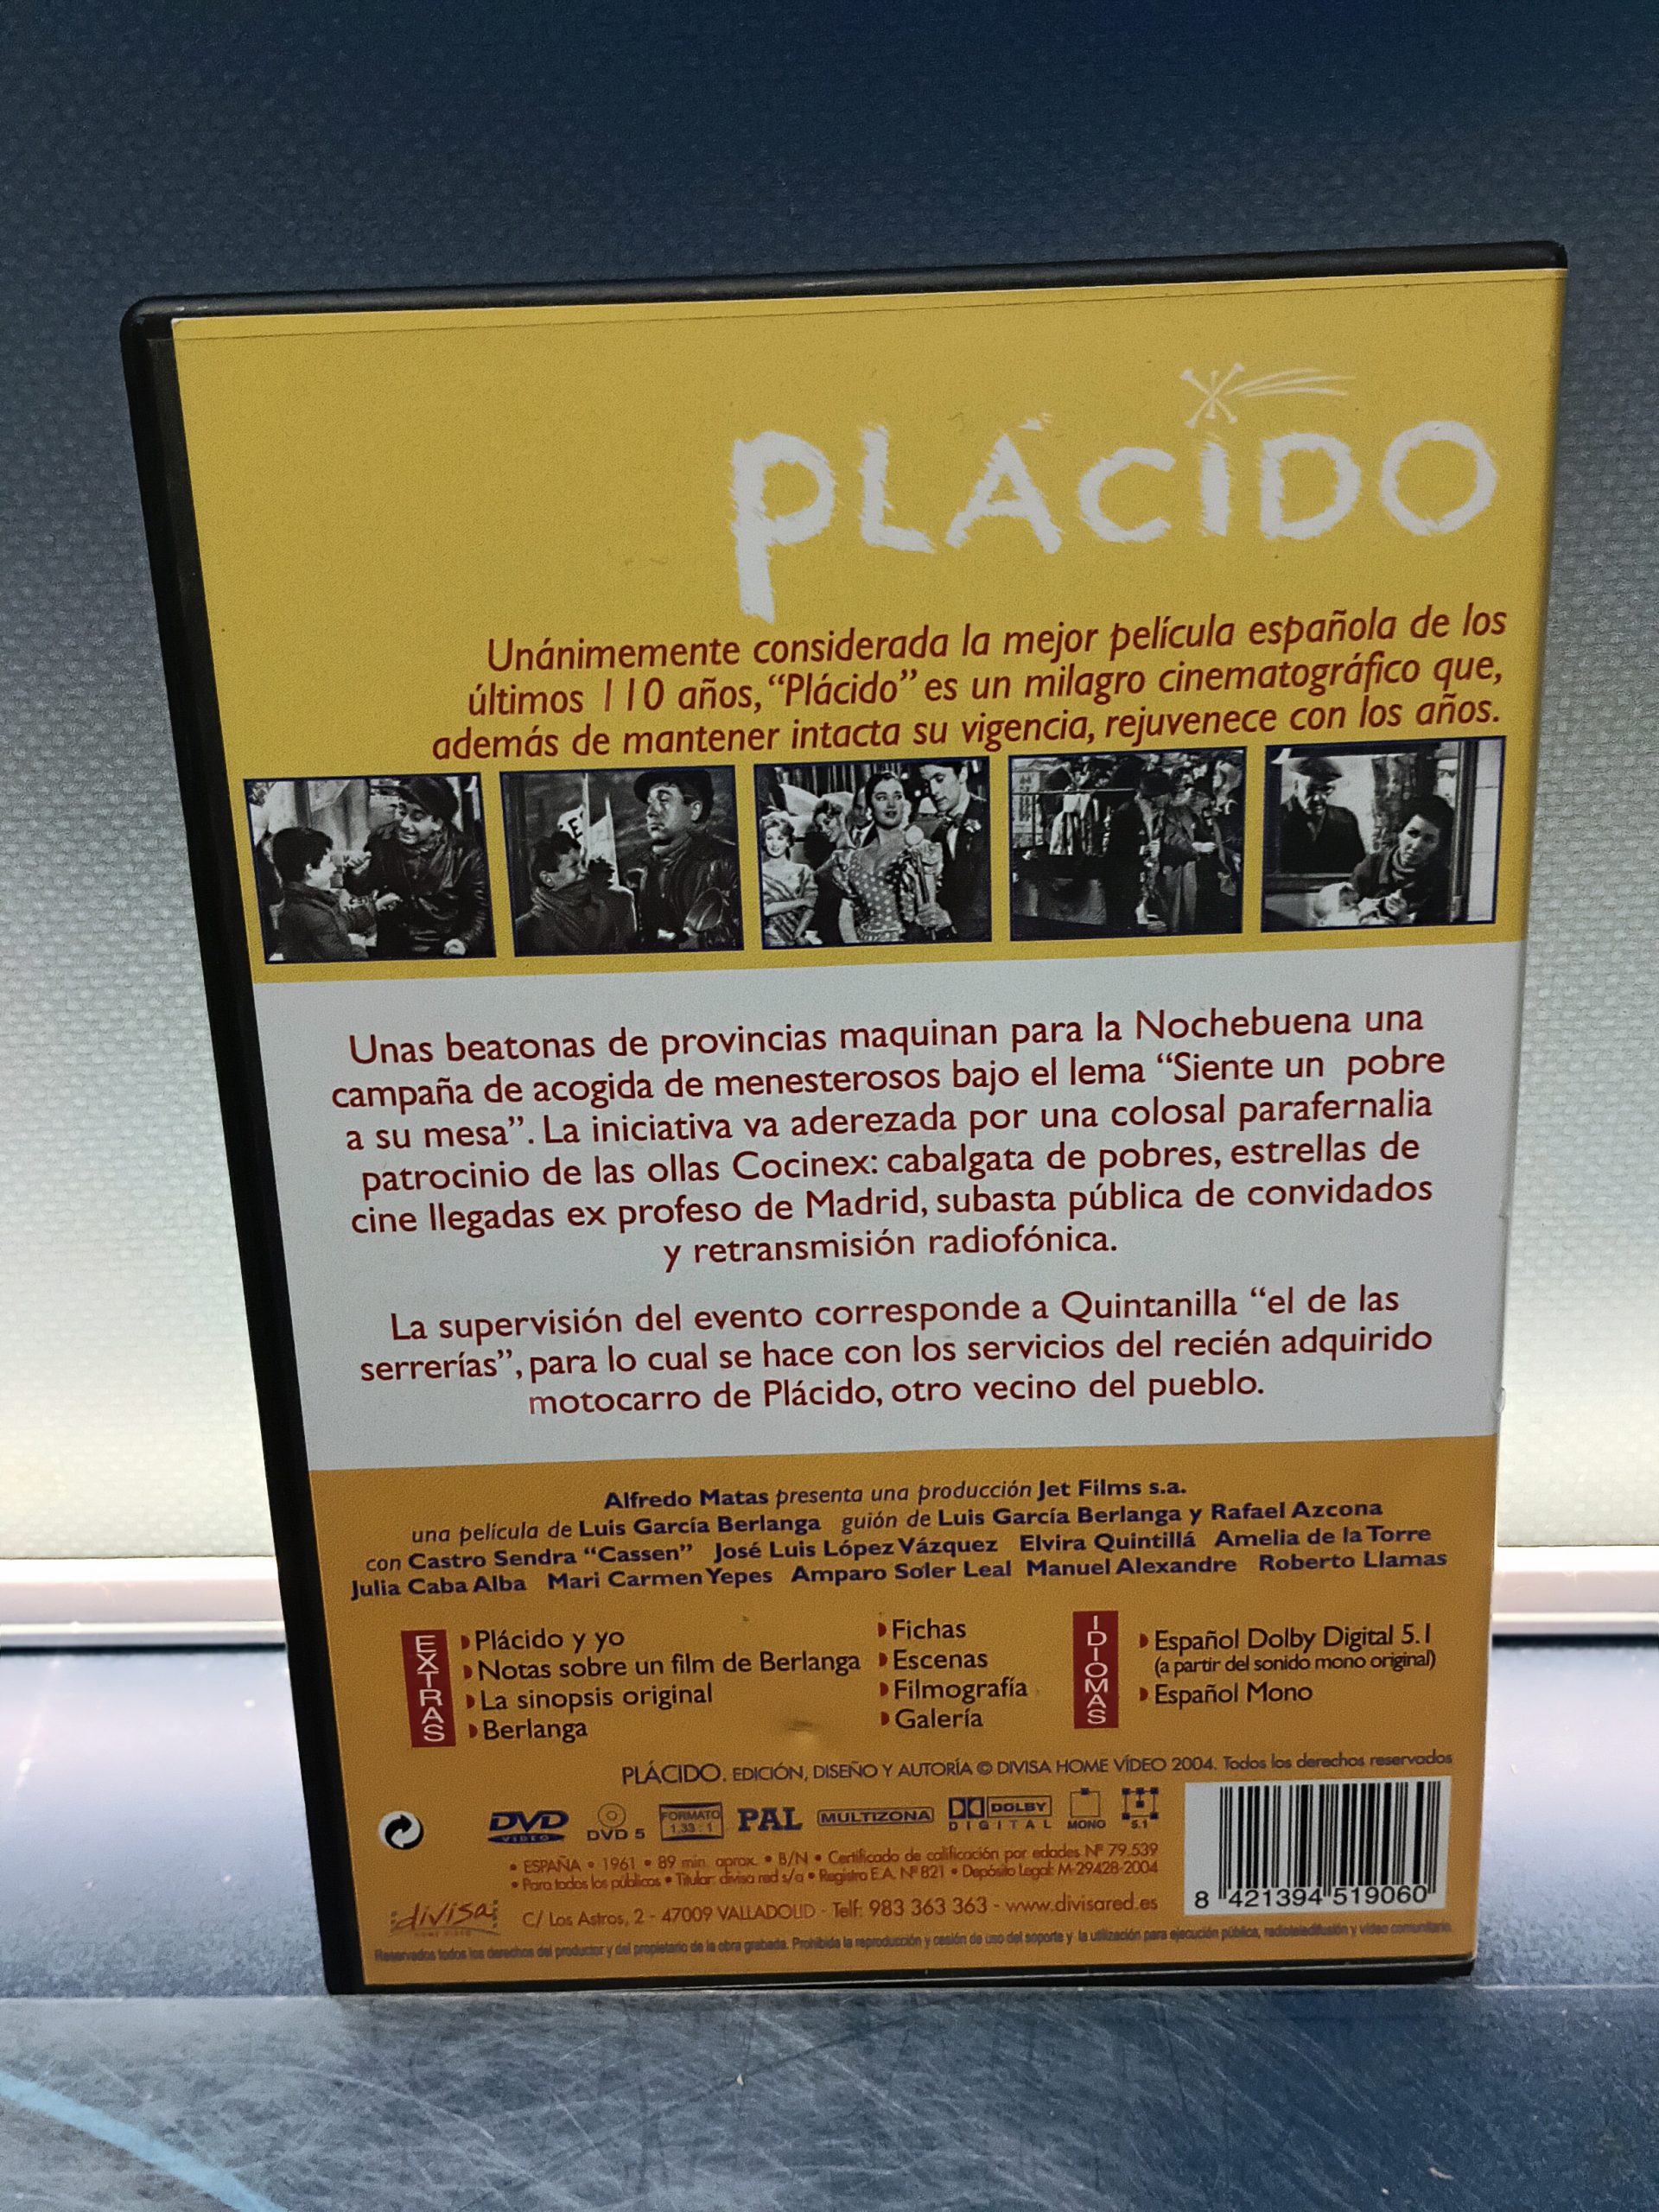 PLÁCIDO
Unánimemente considerada la mejor película española de los
últimos 110 años, “Plácido” es un milagro cinematográfico que,
además de mantener intacta su vigencia, rejuvenece con los años.
Unas beatonas de provincias maquinan para la Nochebuena una
campaña de acogida de menesterosos bajo el lema “Siente un pobre
a su mesa”. La iniciativa va aderezada por una colosal parafernalia
patrocinio de las ollas Cocinex: cabalgata de pobres, estrellas de
cine llegadas ex profeso de Madrid, subasta pública de convidados
y retransmisión radiofónica.
La supervisión del evento corresponde a Quintanilla “el de las
serrerías”, para lo cual se hace con los servicios del recién adquirido
motocarro de Plácido, otro vecino del pueblo.
Alfredo Matas presenta una producción Jet Films s.a.
una película de Luis García Berlanga guión de Luis García Berlanga y Rafael Azcona
con Castro Sendra “Cassen” José Luis López Vázquez Elvira Quintillá Amelia de la Torre
Julia Caba Alba Mari Carmen Yepes Amparo Soler Leal Manuel Alexandre Roberto Llamas
EXTRAS
Plácido y yo
Notas sobre un film de Berlanga
La sinopsis original
Berlanga
Fichas
Escenas
Filmografía
Galería
IDIOMAS
Español Dolby Digital 5.1
(a partir del sonido mono original)
Español Mono
PLÁCIDO. EDICIÓN, DISEÑO Y AUTORÍA © DIVISA HOME VÍDEO 2004. Todos los derechos reservados
DVD VIDEO DVD 5 FORMATO 1.33:1 PAL MULTIZONA DOLBY DIGITAL MONO 5.1
• ESPAÑA • 1961 • 89 min. aprox. • B/N • Certificado de calificación por edades Nº 79.539
• Para todos los públicos • Titular: divisa red s/a • Registro E.A. Nº 821 • Depósito Legal: M-29428-2004
divisa HOME VIDEO
C/ Los Astros, 2 - 47009 VALLADOLID - Telf: 983 363 363 - www.divisared.es
8 421394 519060
Reservados todos los derechos del productor y del propietario de la obra grabada. Prohibida la reproducción y cesión de uso del soporte y la utilización para ejecución pública, radioteledifusión y vídeo comunitario.